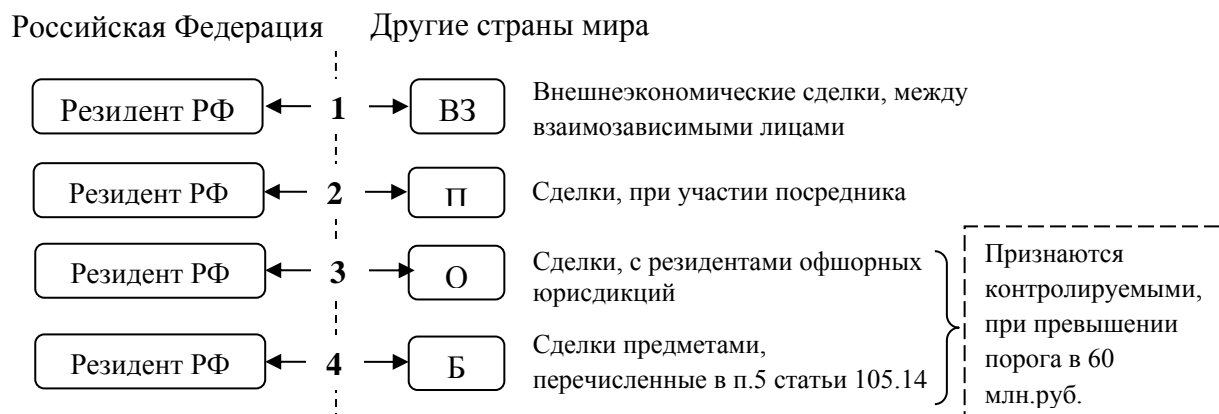 Российская Федерация
Другие страны мира
Резидент РФ
1
ВЗ
Внешнеэкономические сделки, между
взаимозависимыми лицами
Резидент РФ
2
П
Сделки, при участии посредника
Резидент РФ
3
О
Сделки, с резидентами офшорных
юрисдикций
Резидент РФ
4
Б
Сделки предметами,
перечисленные в п.5 статьи 105.14
Признаются
контролируемыми,
при превышении
порога в 60
млн.руб.